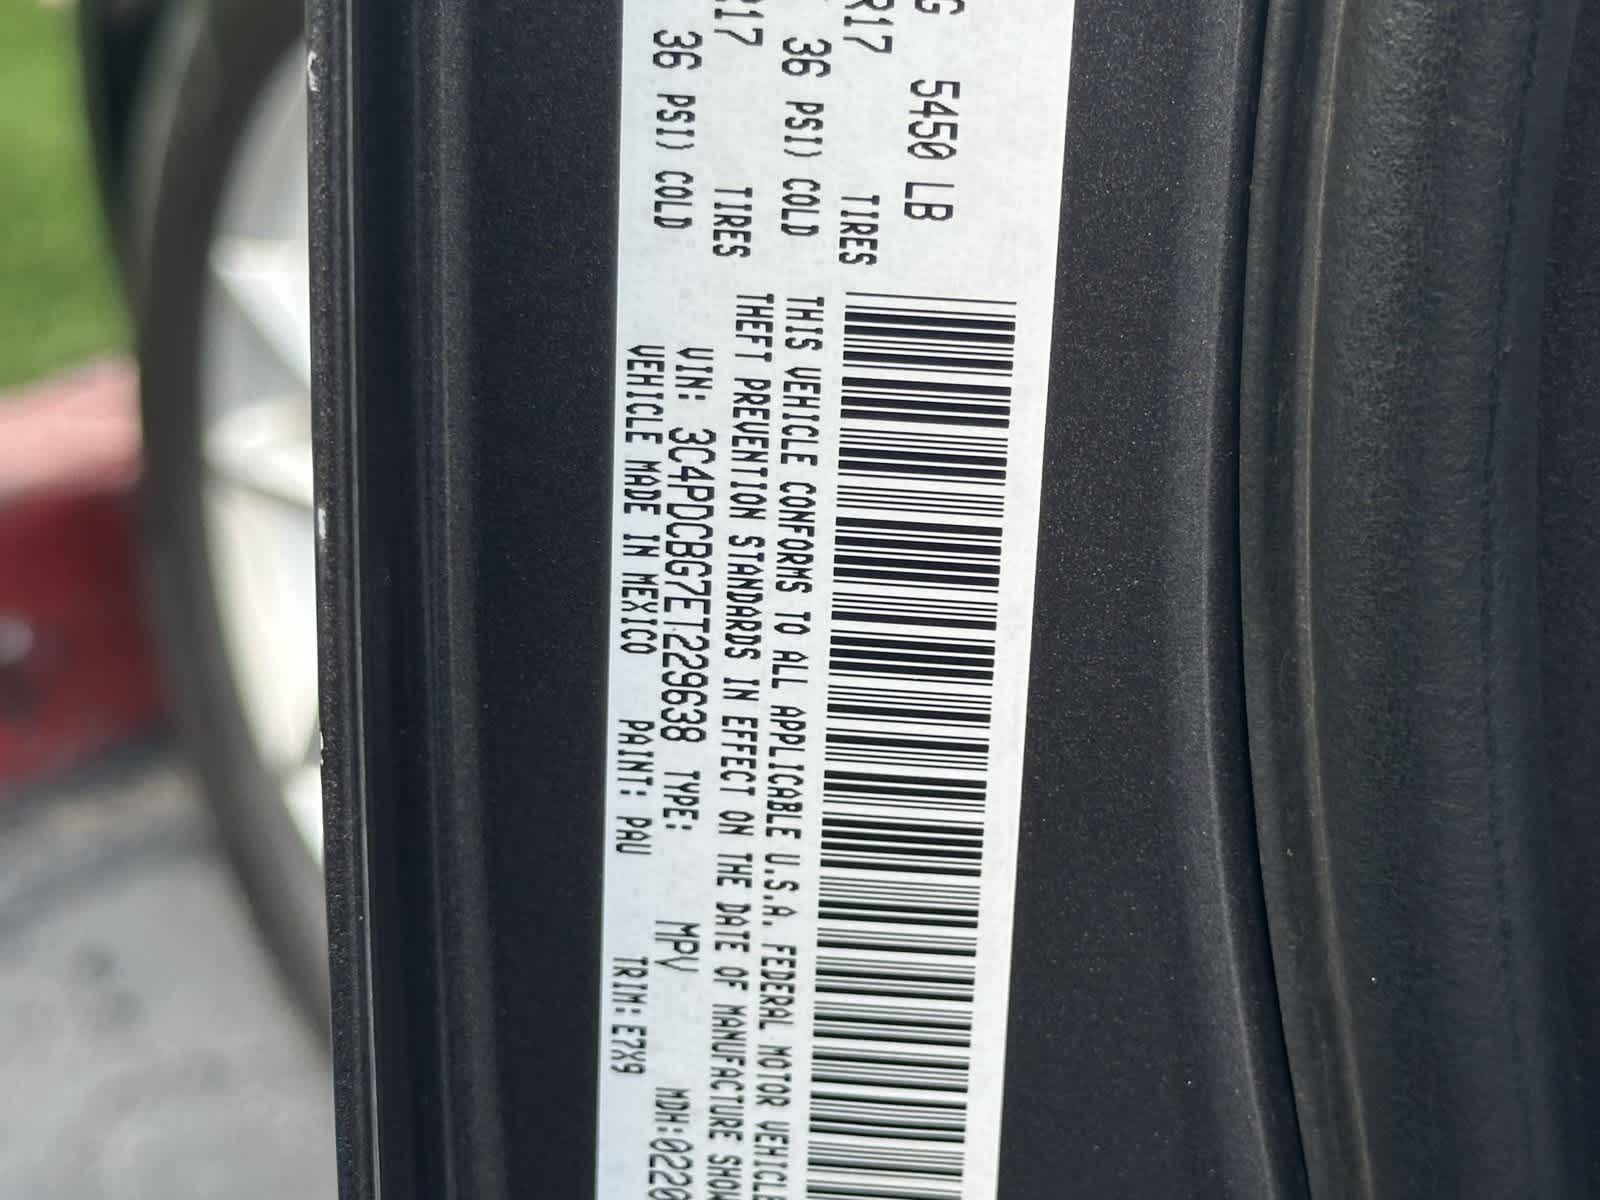 G 5450 LB
R17 TIRES
36 PSI) COLD
R17 TIRES
36 PSI) COLD
THIS VEHICLE CONFORMS TO ALL APPLICABLE U.S.A. FEDERAL MOTOR VEHICLE
THEFT PREVENTION STANDARDS IN EFFECT ON THE DATE OF MANUFACTURE SHOW
VIN: 3C4PDCBG7ET229638 TYPE: MPV MDH:0220
VEHICLE MADE IN MEXICO PAINT: PAU TRIM: E7X9